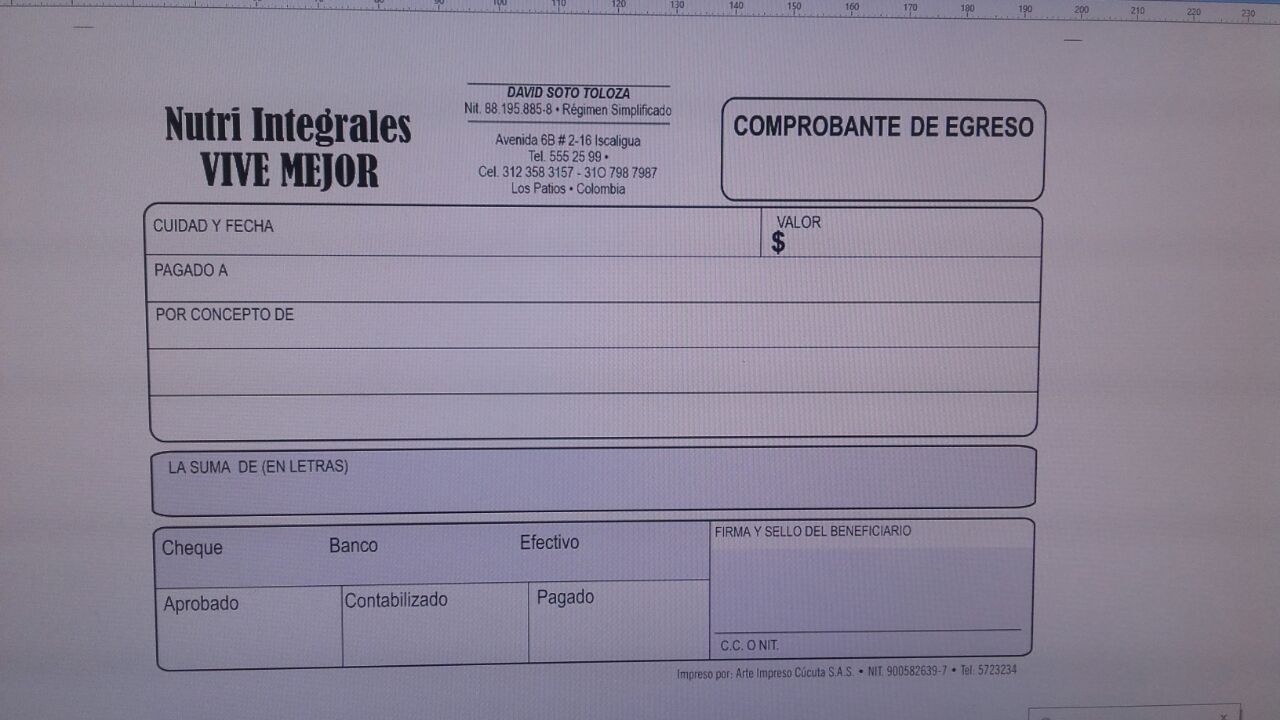 Nutri Integrales
VIVE MEJOR
DAVID SOTO TOLOZA
Nit. 88.195.885-8 • Régimen Simplificado
Avenida 6B # 2-16 Iscaligua
Tel. 555 25 99 •
Cel. 312 358 3157 - 31O 798 7987
Los Patios • Colombia
COMPROBANTE DE EGRESO
CUIDAD Y FECHA
VALOR
$
PAGADO A
POR CONCEPTO DE
LA SUMA DE (EN LETRAS)
Cheque Banco Efectivo
FIRMA Y SELLO DEL BENEFICIARIO
Aprobado Contabilizado Pagado
C.C. O NIT.
Impreso por: Arte Impreso Cúcuta S.A.S. • NIT. 900582639-7 • Tel: 5723234
100 110 120 130 140 150 160 170 180 190 200 210 220 230